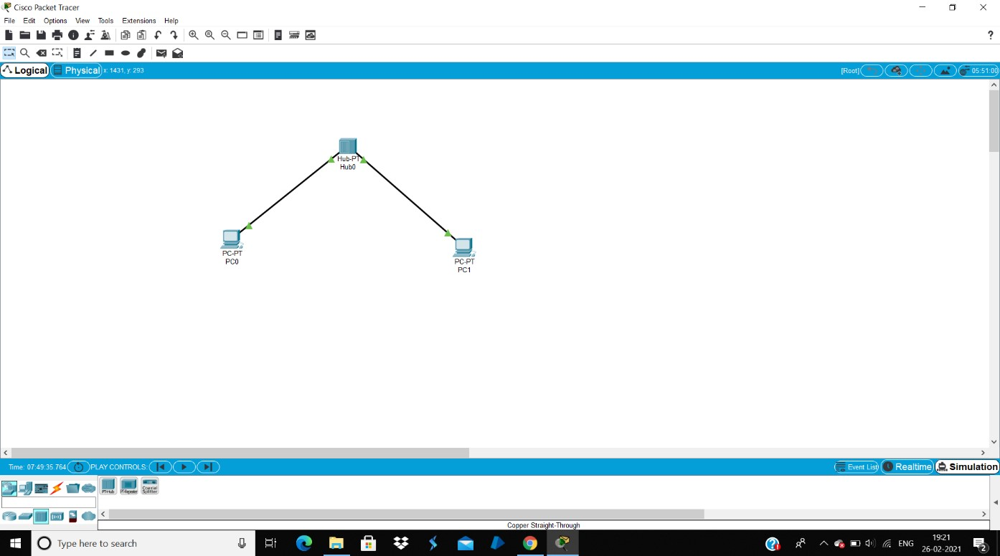 Cisco Packet Tracer
File Edit Options View Tools Extensions Help
?
Logical Physical x: 1431, y: 293 [Root] 05:51:00
Hub-PT
Hub0
PC-PT
PC0
PC-PT
PC1
Time: 07:49:35.764 PLAY CONTROLS: Event List Realtime Simulation
PT-Hub PT-Repeater Coaxial Splitter
Copper Straight-Through
Type here to search ENG 19:21
26-02-2021 2